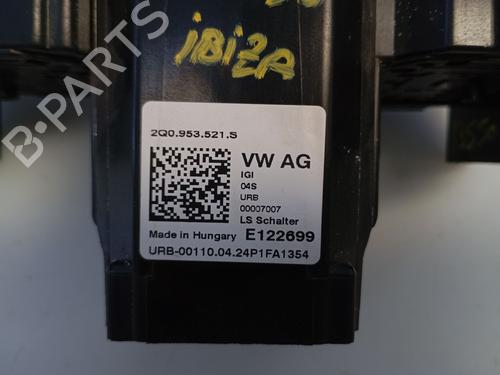 IBIZA
B-PARTS
2Q0.953.521.S
VW AG
IGI
04S
URB
00007007
LS Schalter
Made in Hungary E122699
URB-00110.04.24P1FA1354